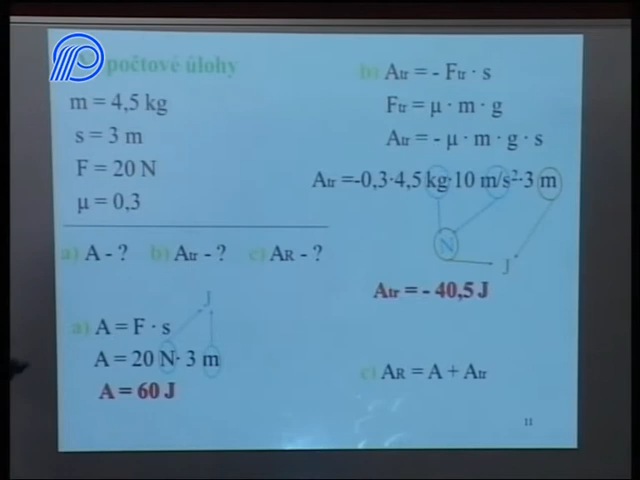 počtové úlohy
m = 4,5 kg
s = 3 m
F = 20 N
μ = 0,3
a) A - ? b) Atr - ? c) AR - ?
J
a) A = F · s
A = 20 N· 3 m
A = 60 J
b) Atr = - Ftr · s
Ftr = μ · m · g
Atr = - μ · m · g · s
Atr =-0,3·4,5 kg·10 m/s²·3 m
N
J
Atr = - 40,5 J
c) AR = A + Atr
11